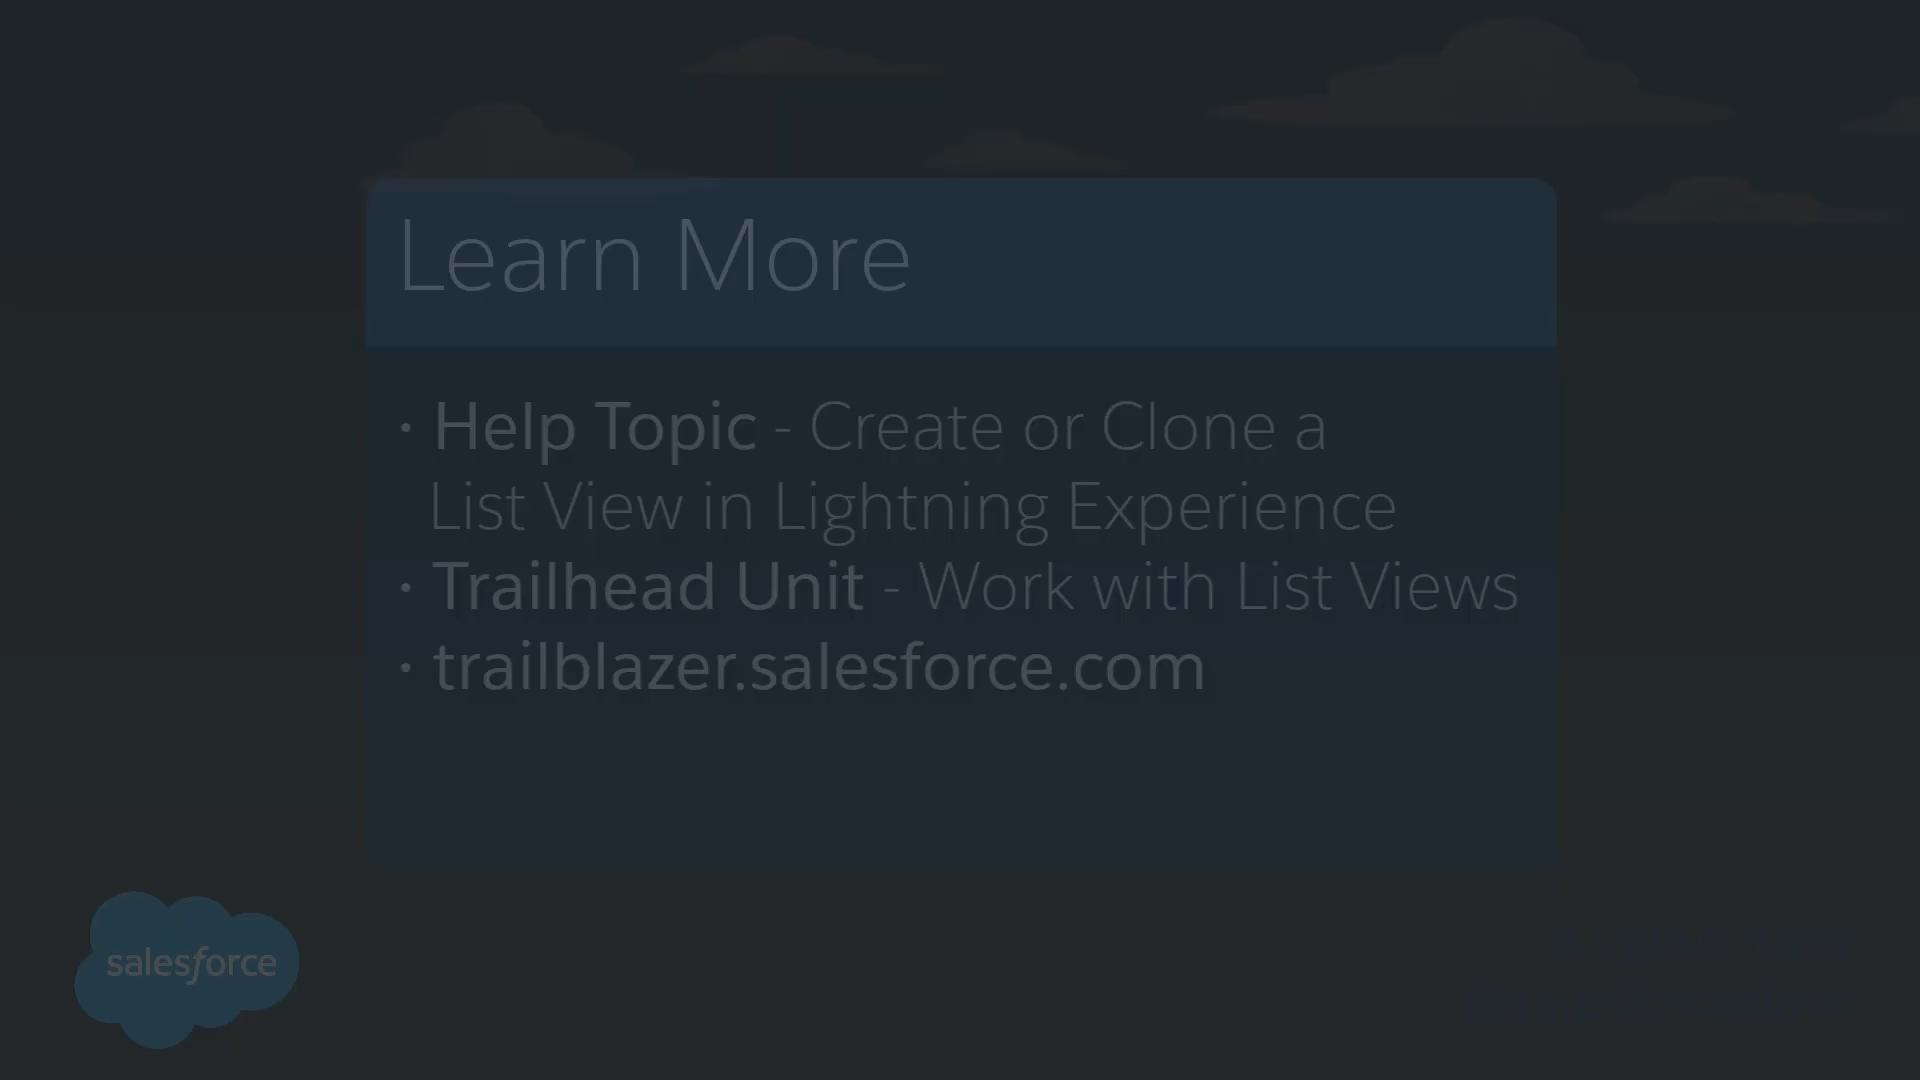 Learn More
· Help Topic - Create or Clone a
List View in Lightning Experience
· Trailhead Unit - Work with List Views
· trailblazer.salesforce.com
salesforce